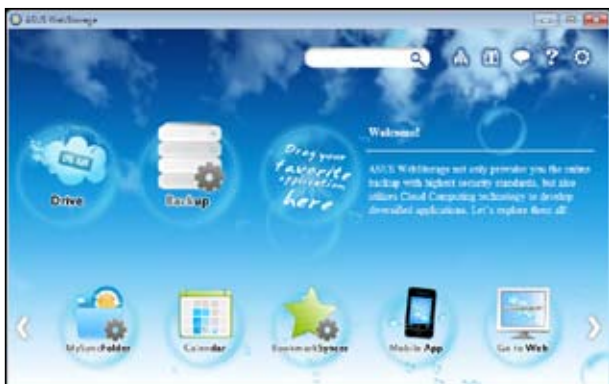 ASUS WebStorage
Drag your
favorite
application
here
Welcome!
ASUS WebStorage not only provides you the online
backup with highest security standards, but also
utilizes Cloud Computing technology to develop
diversified applications. Let's explore them all!
Drive
Backup
MySyncFolder
Calendar
BookmarkSyncer
Mobile App
Go to Web